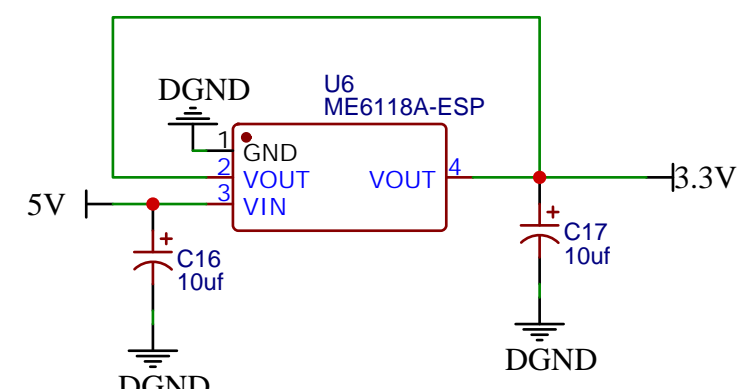 DGND
U6
ME6118A-ESP
1
GND
2
VOUT
VOUT
4
3.3V
3
VIN
5V
+
C16
10uf
+
C17
10uf
DGND
DGND